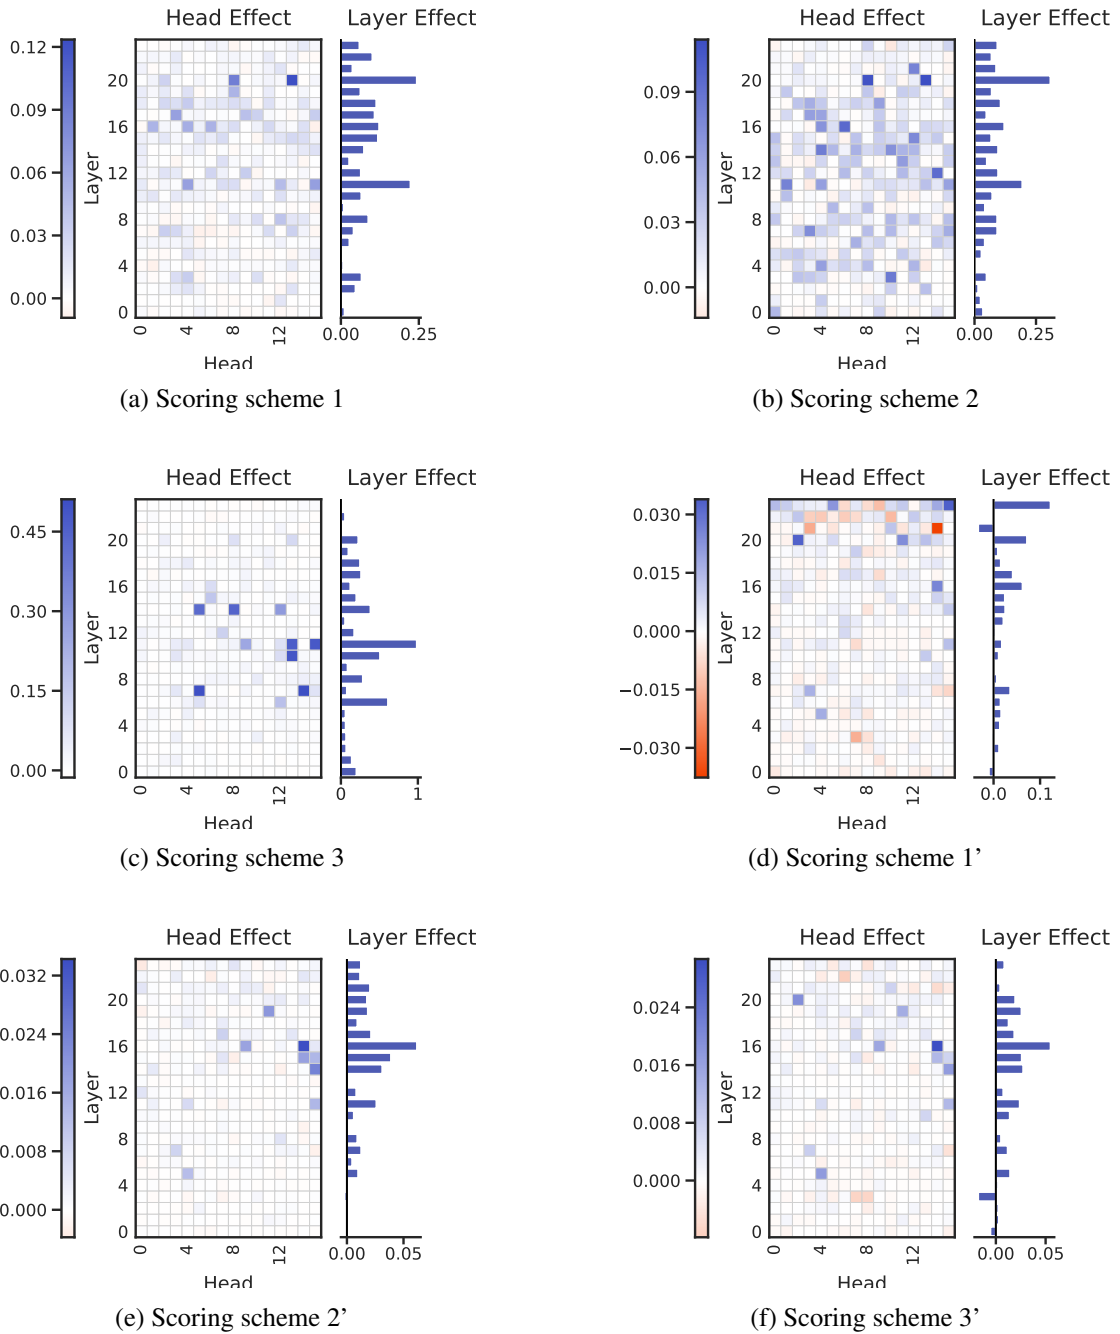 Head Effect Layer Effect
0.12
0.09
0.06
0.03
0.00
Layer
20
16
12
8
4
0
0 4 8 12
Head
0.00 0.25
(a) Scoring scheme 1
Head Effect Layer Effect
0.09
0.06
0.03
0.00
Layer
20
16
12
8
4
0
0 4 8 12
Head
0.00 0.25
(b) Scoring scheme 2
Head Effect Layer Effect
0.45
0.30
0.15
0.00
Layer
20
16
12
8
4
0
0 4 8 12
Head
0 1
(c) Scoring scheme 3
Head Effect Layer Effect
0.030
0.015
0.000
−0.015
−0.030
Layer
20
16
12
8
4
0
0 4 8 12
Head
0.0 0.1
(d) Scoring scheme 1’
Head Effect Layer Effect
0.032
0.024
0.016
0.008
0.000
Layer
20
16
12
8
4
0
0 4 8 12
Head
0.00 0.05
(e) Scoring scheme 2’
Head Effect Layer Effect
0.024
0.016
0.008
0.000
Layer
20
16
12
8
4
0
0 4 8 12
Head
0.00 0.05
(f) Scoring scheme 3’